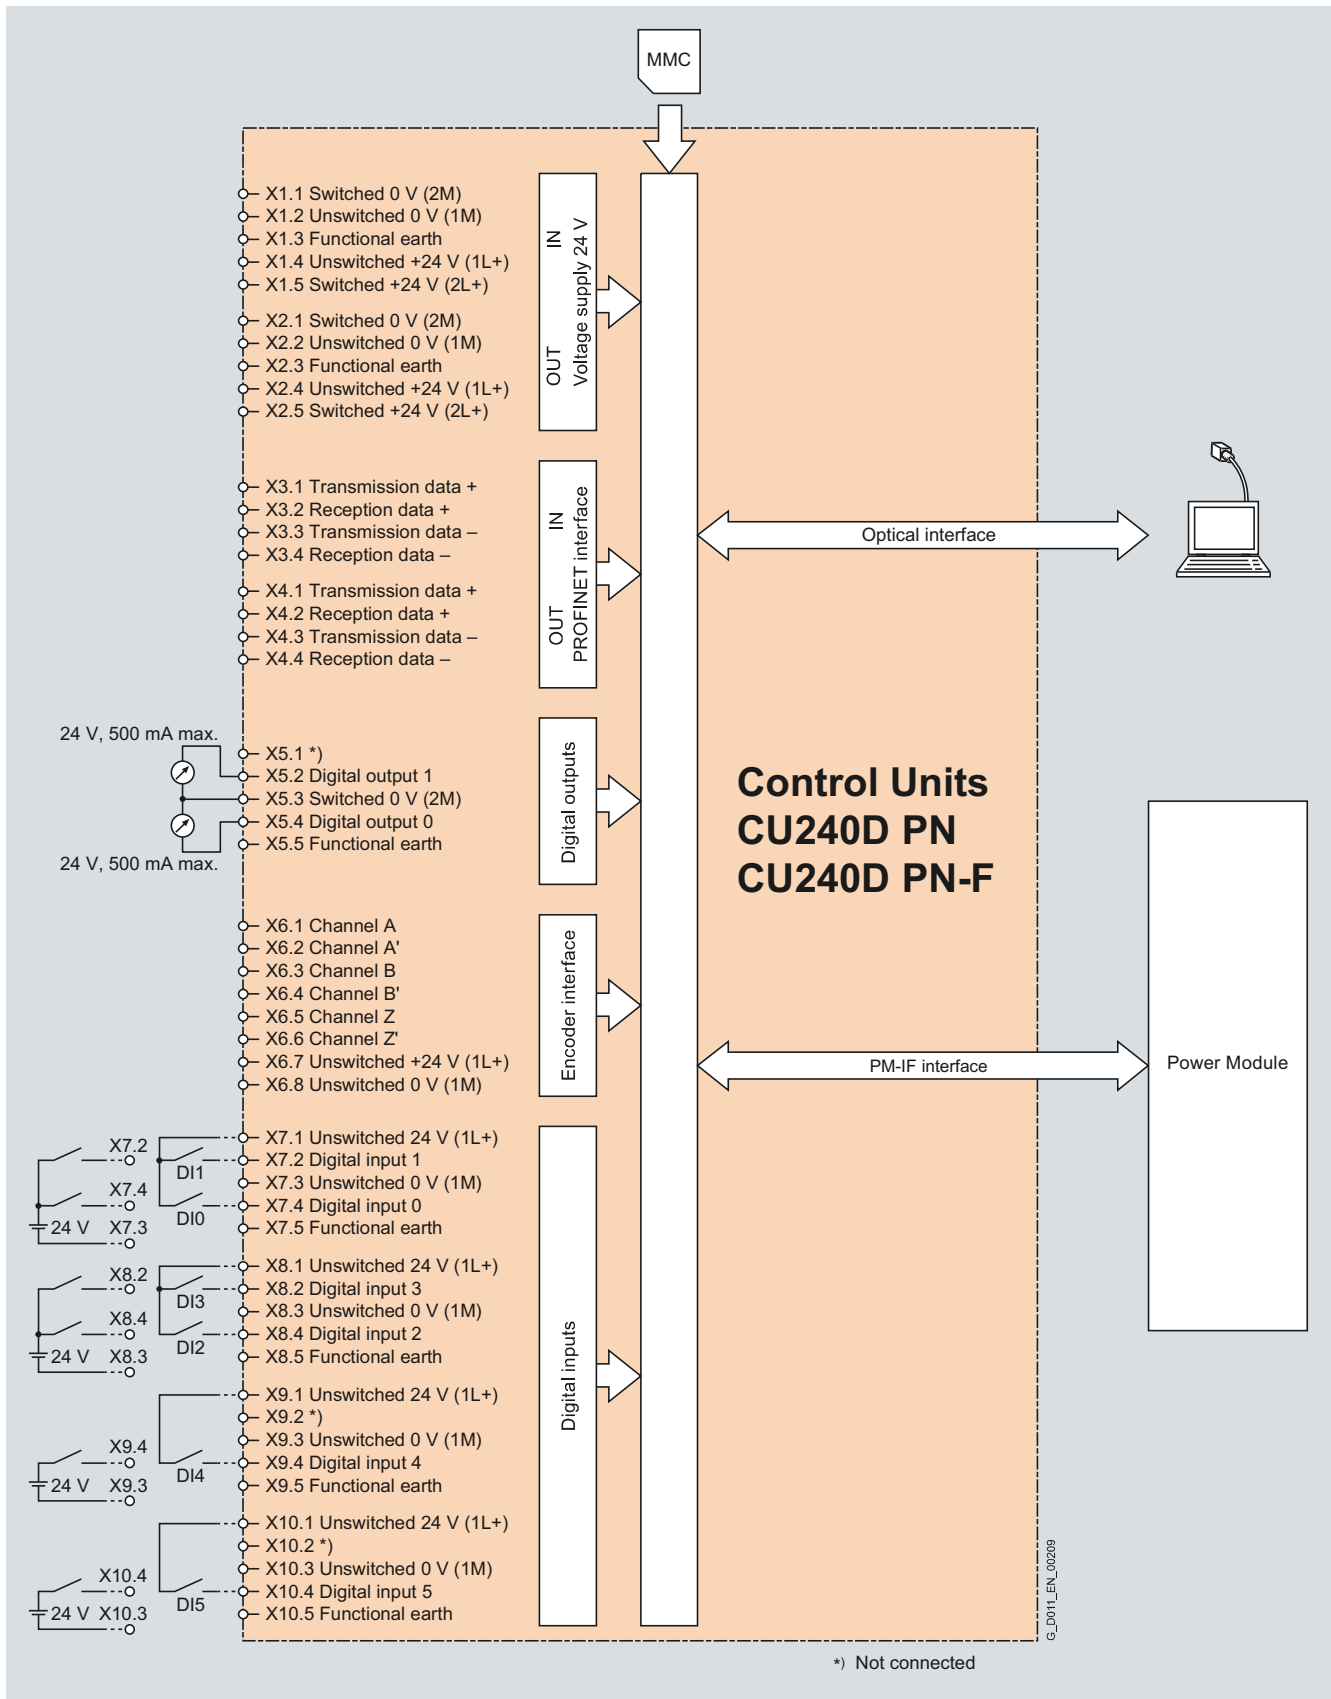 MMC
X1.1 Switched 0 V (2M)
X1.2 Unswitched 0 V (1M)
X1.3 Functional earth
X1.4 Unswitched +24 V (1L+)
X1.5 Switched +24 V (2L+)
X2.1 Switched 0 V (2M)
X2.2 Unswitched 0 V (1M)
X2.3 Functional earth
X2.4 Unswitched +24 V (1L+)
X2.5 Switched +24 V (2L+)
OUT IN
Voltage supply 24 V
X3.1 Transmission data +
X3.2 Reception data +
X3.3 Transmission data –
X3.4 Reception data –
X4.1 Transmission data +
X4.2 Reception data +
X4.3 Transmission data –
X4.4 Reception data –
OUT IN
PROFINET interface
Optical interface
24 V, 500 mA max.
X5.1 *)
X5.2 Digital output 1
X5.3 Switched 0 V (2M)
X5.4 Digital output 0
X5.5 Functional earth
24 V, 500 mA max.
Digital outputs
Control Units
CU240D PN
CU240D PN-F
X6.1 Channel A
X6.2 Channel A'
X6.3 Channel B
X6.4 Channel B'
X6.5 Channel Z
X6.6 Channel Z'
X6.7 Unswitched +24 V (1L+)
X6.8 Unswitched 0 V (1M)
Encoder interface
PM-IF interface
Power Module
X7.2
DI1
X7.4
DI0
24 V X7.3
X7.1 Unswitched 24 V (1L+)
X7.2 Digital input 1
X7.3 Unswitched 0 V (1M)
X7.4 Digital input 0
X7.5 Functional earth
X8.2
DI3
X8.4
DI2
24 V X8.3
X8.1 Unswitched 24 V (1L+)
X8.2 Digital input 3
X8.3 Unswitched 0 V (1M)
X8.4 Digital input 2
X8.5 Functional earth
X9.4
DI4
24 V X9.3
X9.1 Unswitched 24 V (1L+)
X9.2 *)
X9.3 Unswitched 0 V (1M)
X9.4 Digital input 4
X9.5 Functional earth
X10.4
DI5
24 V X10.3
X10.1 Unswitched 24 V (1L+)
X10.2 *)
X10.3 Unswitched 0 V (1M)
X10.4 Digital input 5
X10.5 Functional earth
Digital inputs
G_D011_EN_00209
*) Not connected